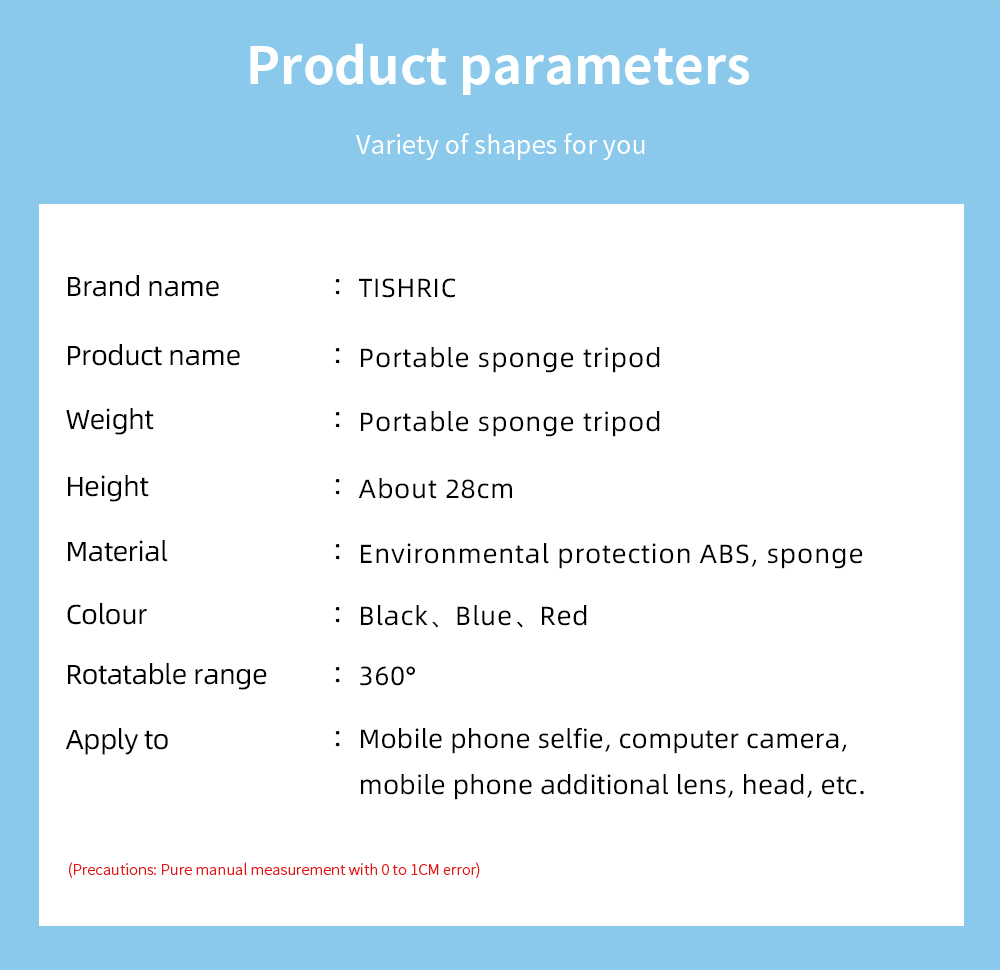 Product parameters
Variety of shapes for you
Brand name : TISHRIC
Product name : Portable sponge tripod
Weight : Portable sponge tripod
Height : About 28cm
Material : Environmental protection ABS, sponge
Colour : Black、Blue、Red
Rotatable range : 360°
Apply to : Mobile phone selfie, computer camera,
mobile phone additional lens, head, etc.
(Precautions: Pure manual measurement with 0 to 1CM error)